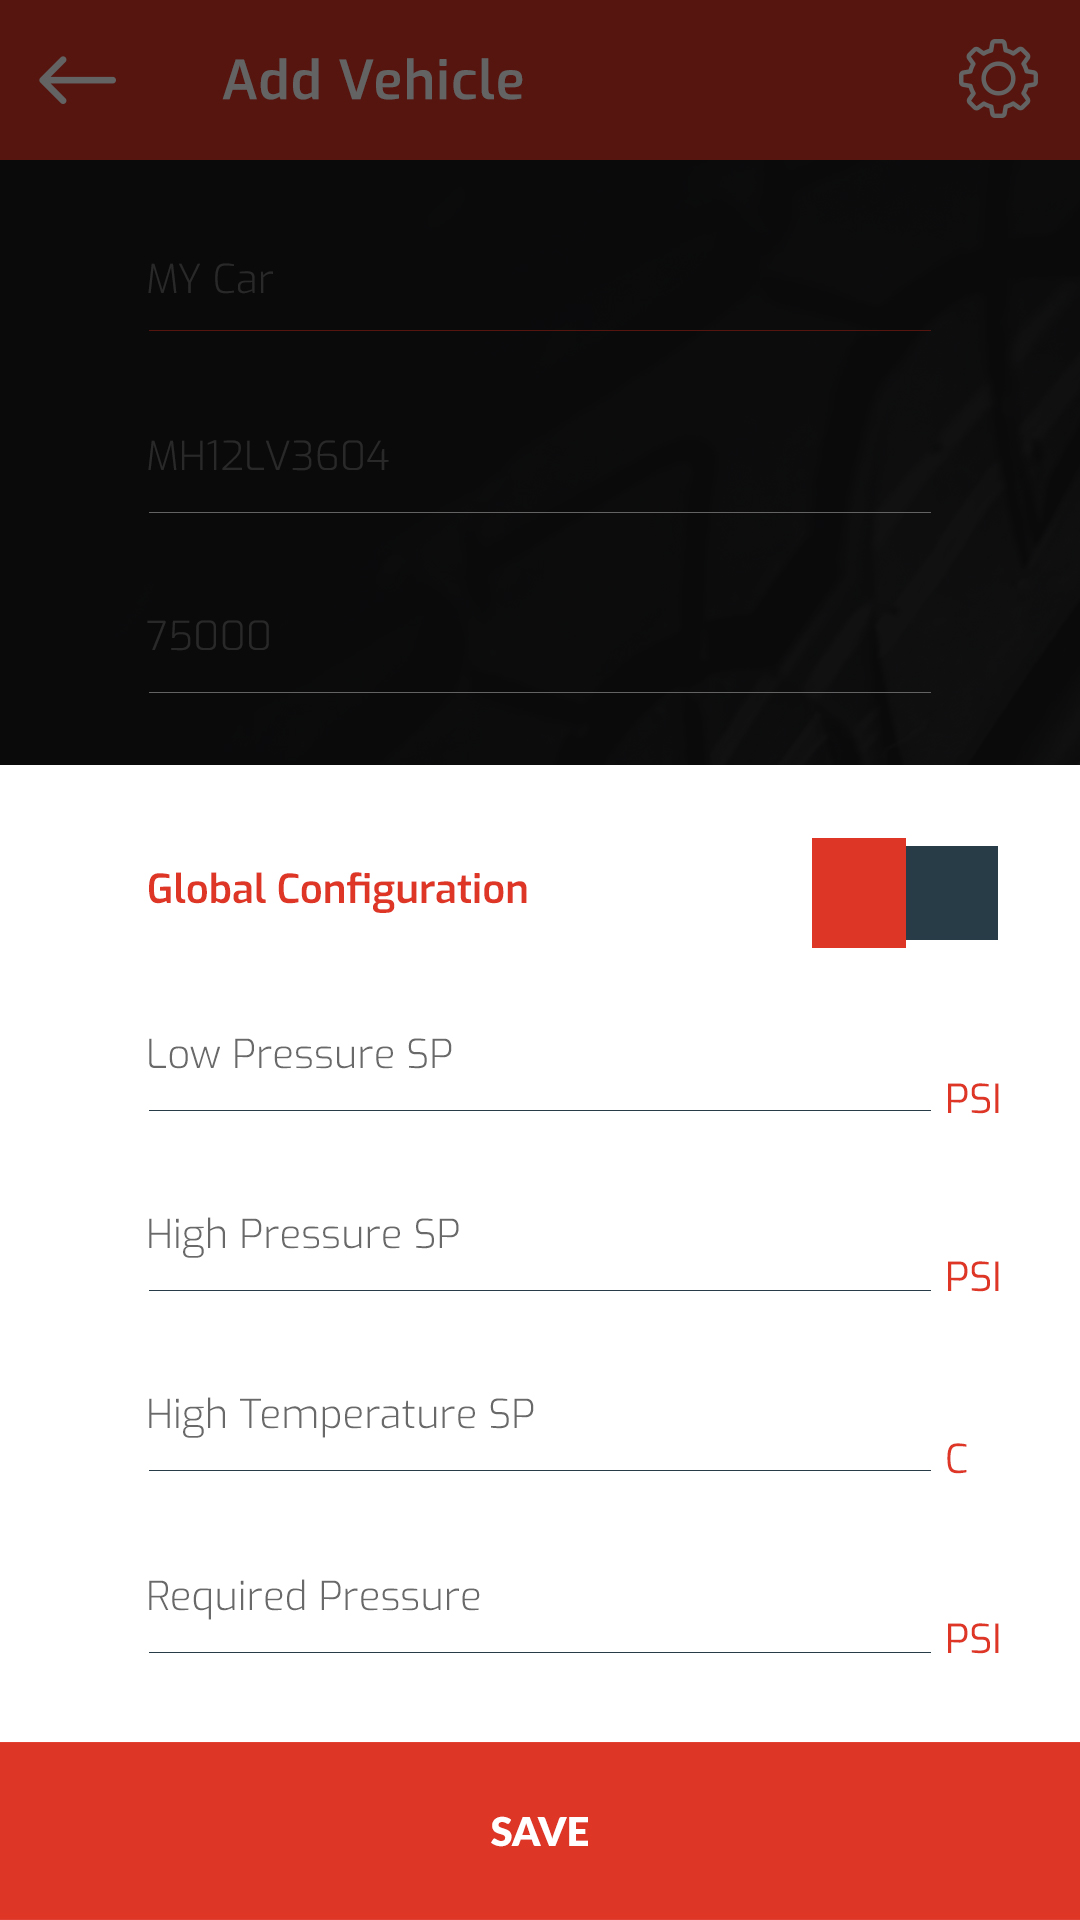 Add Vehicle
MY Car
MH12LV3604
75000
Global Configuration
Low Pressure SP
PSI
High Pressure SP
PSI
High Temperature SP
C
Required Pressure
PSI
SAVE